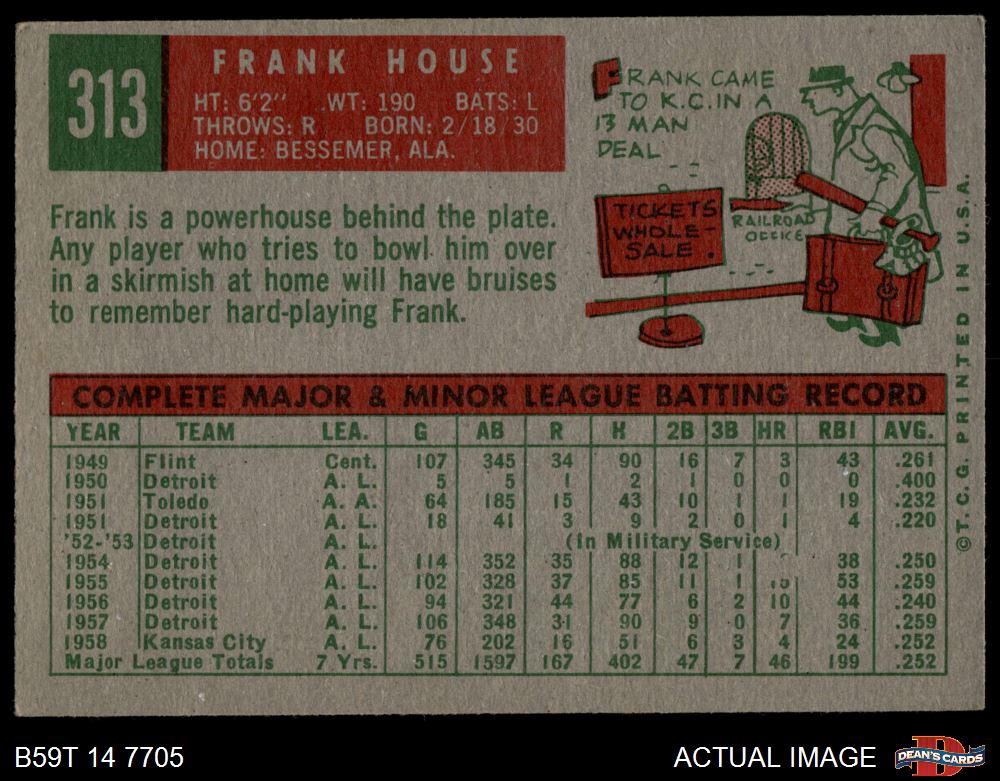 313
FRANK HOUSE
HT: 6'2" WT: 190 BATS: L
THROWS: R BORN: 2/18/30
HOME: BESSEMER, ALA.
Frank is a powerhouse behind the plate.
Any player who tries to bowl him over
in a skirmish at home will have bruises
to remember hard-playing Frank.
FRANK CAME
TO K.C. IN A
13 MAN
DEAL
TICKETS
WHOLE-
SALE.
RAILROAD
OFFICE
©T.C.G. PRINTED IN U.S.A.
COMPLETE MAJOR & MINOR LEAGUE BATTING RECORD
YEAR TEAM LEA. G AB R H 2B 3B HR RBI AVG.
1949 Flint Cent. 107 345 34 90 16 7 3 43 .261
1950 Detroit A. L. 5 5 1 2 1 0 0 0 .400
1951 Toledo A. A. 64 185 15 43 10 1 1 19 .232
1951 Detroit A. L. 18 41 3 9 2 0 1 4 .220
'52-'53 Detroit A. L. (In Military Service)
1954 Detroit A. L. 114 352 35 88 12 1 38 .250
1955 Detroit A. L. 102 328 37 85 11 1 53 .259
1956 Detroit A. L. 94 321 44 77 6 2 10 44 .240
1957 Detroit A. L. 106 348 31 90 9 0 7 36 .259
1958 Kansas City A. L. 76 202 16 51 6 3 4 24 .252
Major League Totals 7 Yrs. 515 1597 167 402 47 7 46 199 .252
B59T 14 7705
ACTUAL IMAGE
DEAN'S CARDS